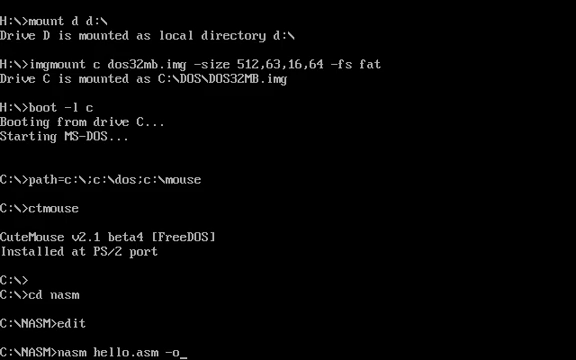 H:\>mount d d:\
Drive D is mounted as local directory d:\
H:\>imgmount c dos32mb.img -size 512,63,16,64 -fs fat
Drive C is mounted as C:\DOS\DOS32MB.img
H:\>boot -l c
Booting from drive C...
Starting MS-DOS...
C:\>path=c:\;c:\dos;c:\mouse
C:\>ctmouse
CuteMouse v2.1 beta4 [FreeDOS]
Installed at PS/2 port
C:\>
C:\>cd nasm
C:\NASM>edit
C:\NASM>nasm hello.asm -o_